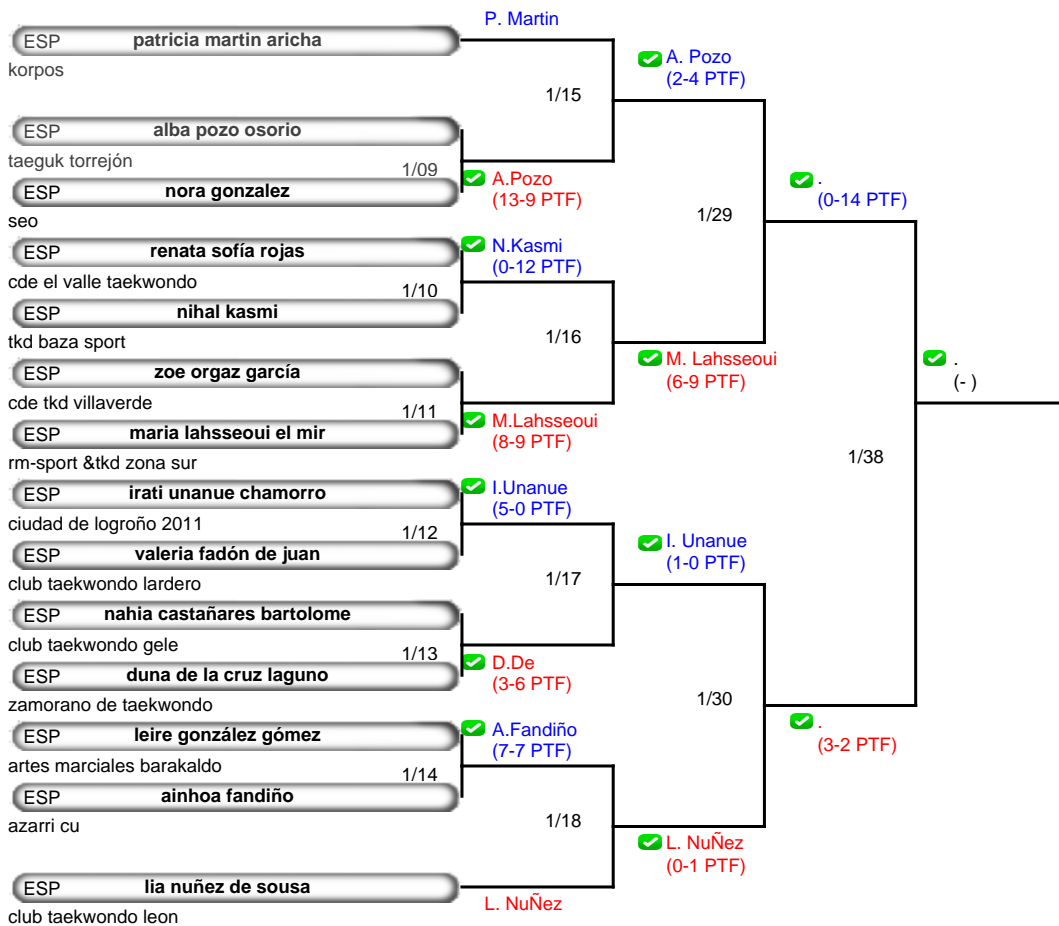 P. Martin
ESP patricia martin aricha
korpos
A. Pozo
(2-4 PTF)
1/15
ESP alba pozo osorio
taeguk torrejón
1/09
ESP nora gonzalez
seo
A.Pozo
(13-9 PTF)
.
(0-14 PTF)
1/29
ESP renata sofía rojas
cde el valle taekwondo
N.Kasmi
(0-12 PTF)
1/10
ESP nihal kasmi
tkd baza sport
1/16
ESP zoe orgaz garcía
cde tkd villaverde
M. Lahsseoui
(6-9 PTF)
.
(- )
1/11
ESP maria lahsseoui el mir
rm-sport &tkd zona sur
M.Lahsseoui
(8-9 PTF)
1/38
ESP irati unanue chamorro
ciudad de logroño 2011
I.Unanue
(5-0 PTF)
1/12
ESP valeria fadón de juan
club taekwondo lardero
I. Unanue
(1-0 PTF)
1/17
ESP nahia castañares bartolome
club taekwondo gele
1/13
ESP duna de la cruz laguno
zamorano de taekwondo
D.De
(3-6 PTF)
1/30
ESP leire gonzález gómez
artes marciales barakaldo
A.Fandiño
(7-7 PTF)
.
(3-2 PTF)
1/14
ESP ainhoa fandiño
azarri cu
1/18
L. NuÑez
(0-1 PTF)
ESP lia nuñez de sousa
club taekwondo leon
L. NuÑez